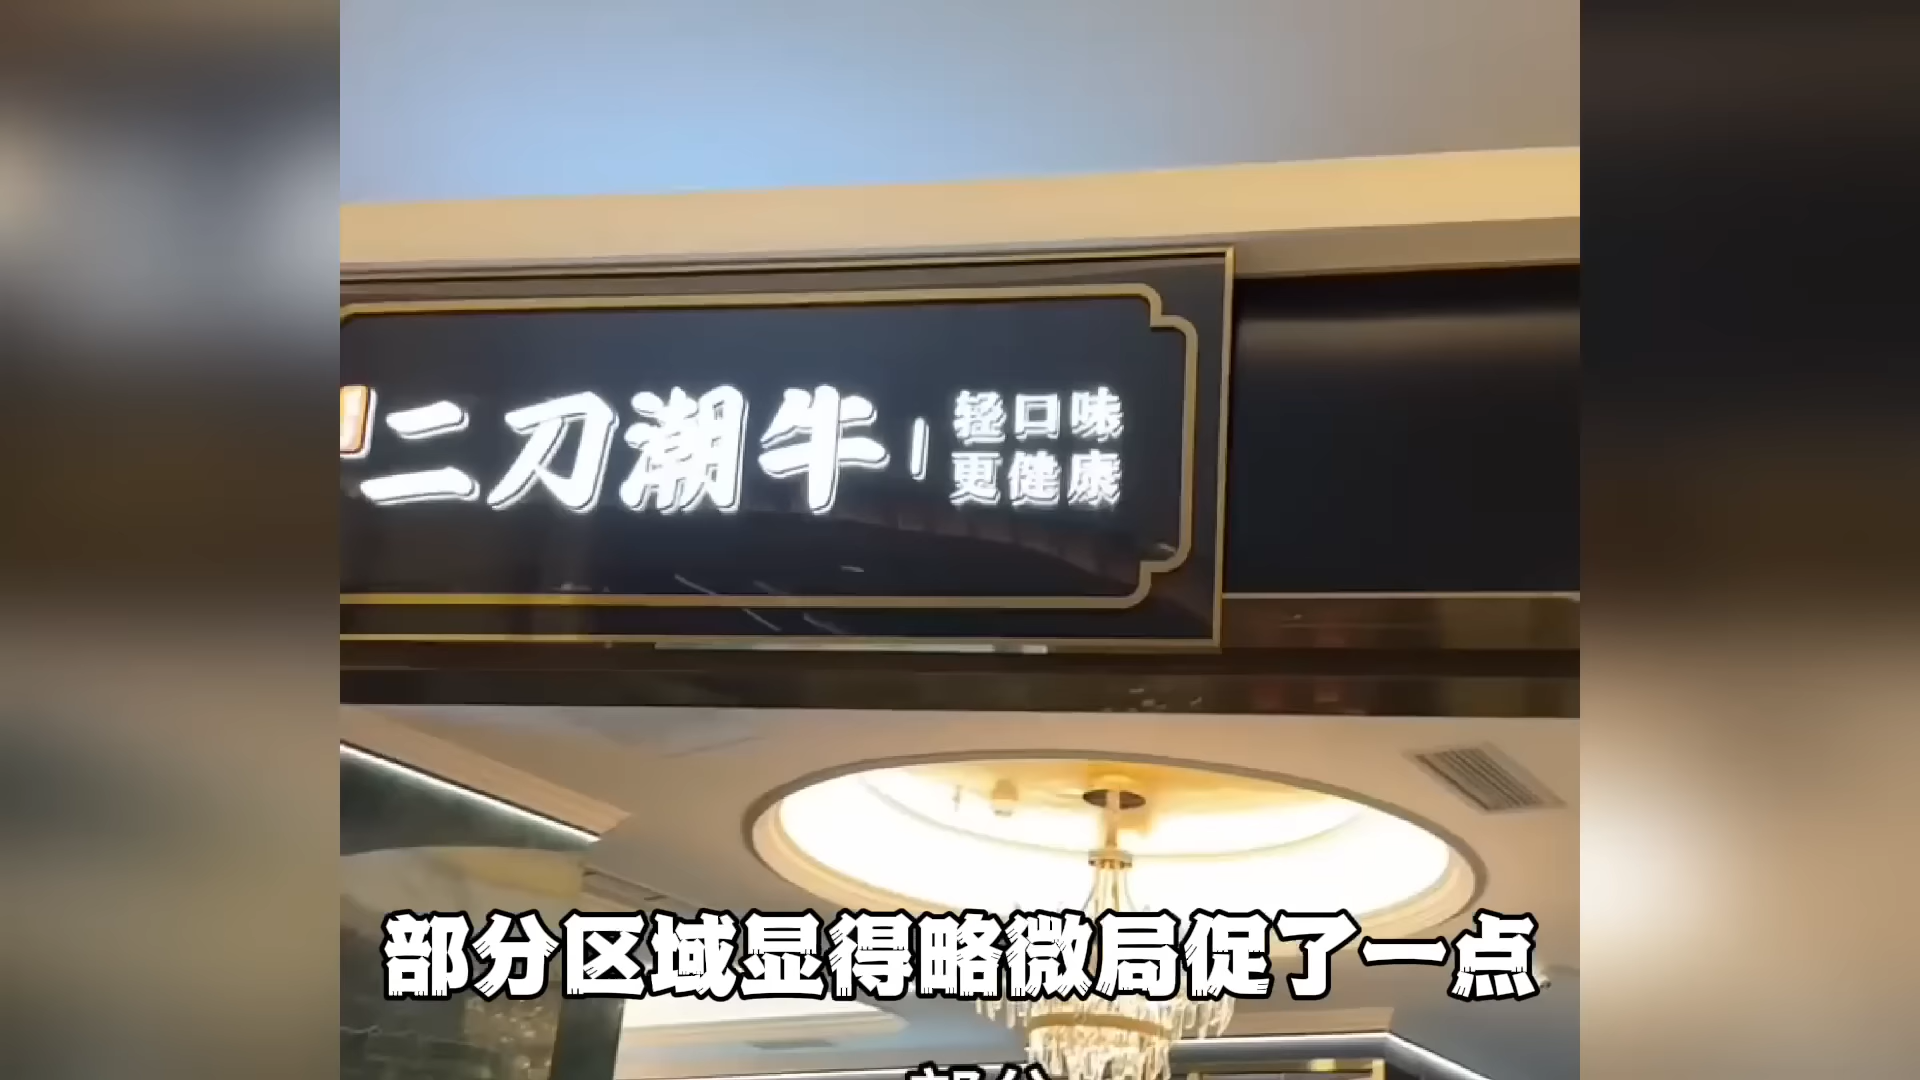 二刀潮牛
轻口味
更健康
部分区域显得略微局促了一点